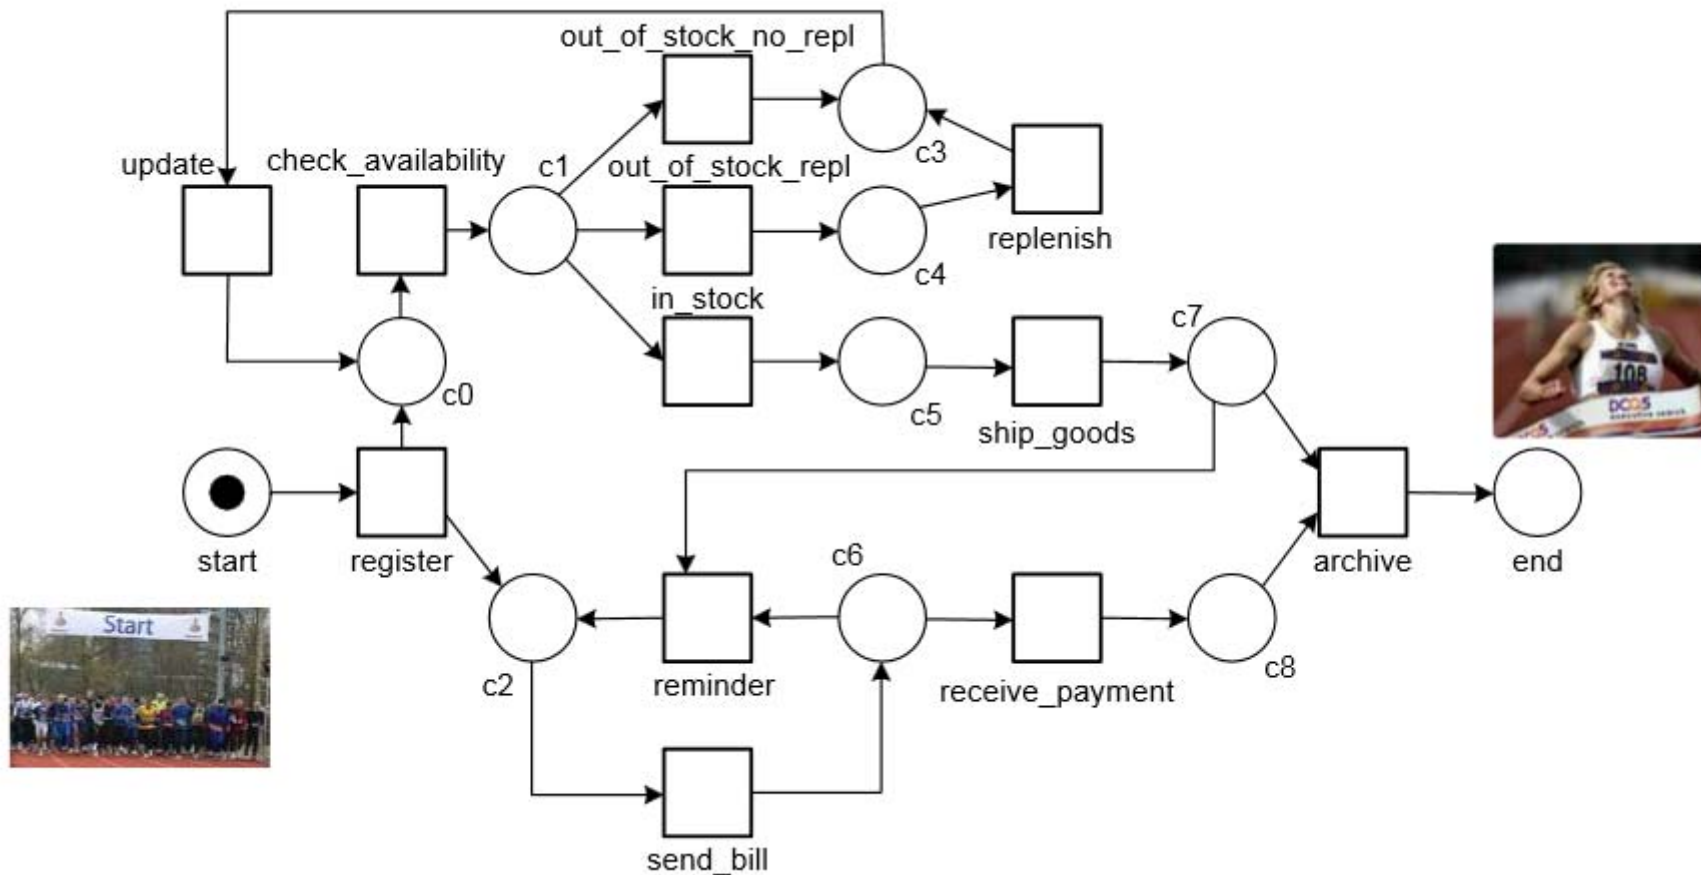 out_of_stock_no_repl
update
check_availability
c1
out_of_stock_repl
c3
replenish
c4
in_stock
c7
c0
c5
ship_goods
108
DCQ5
start
register
c6
archive
end
Start
c2
reminder
receive_payment
c8
send_bill